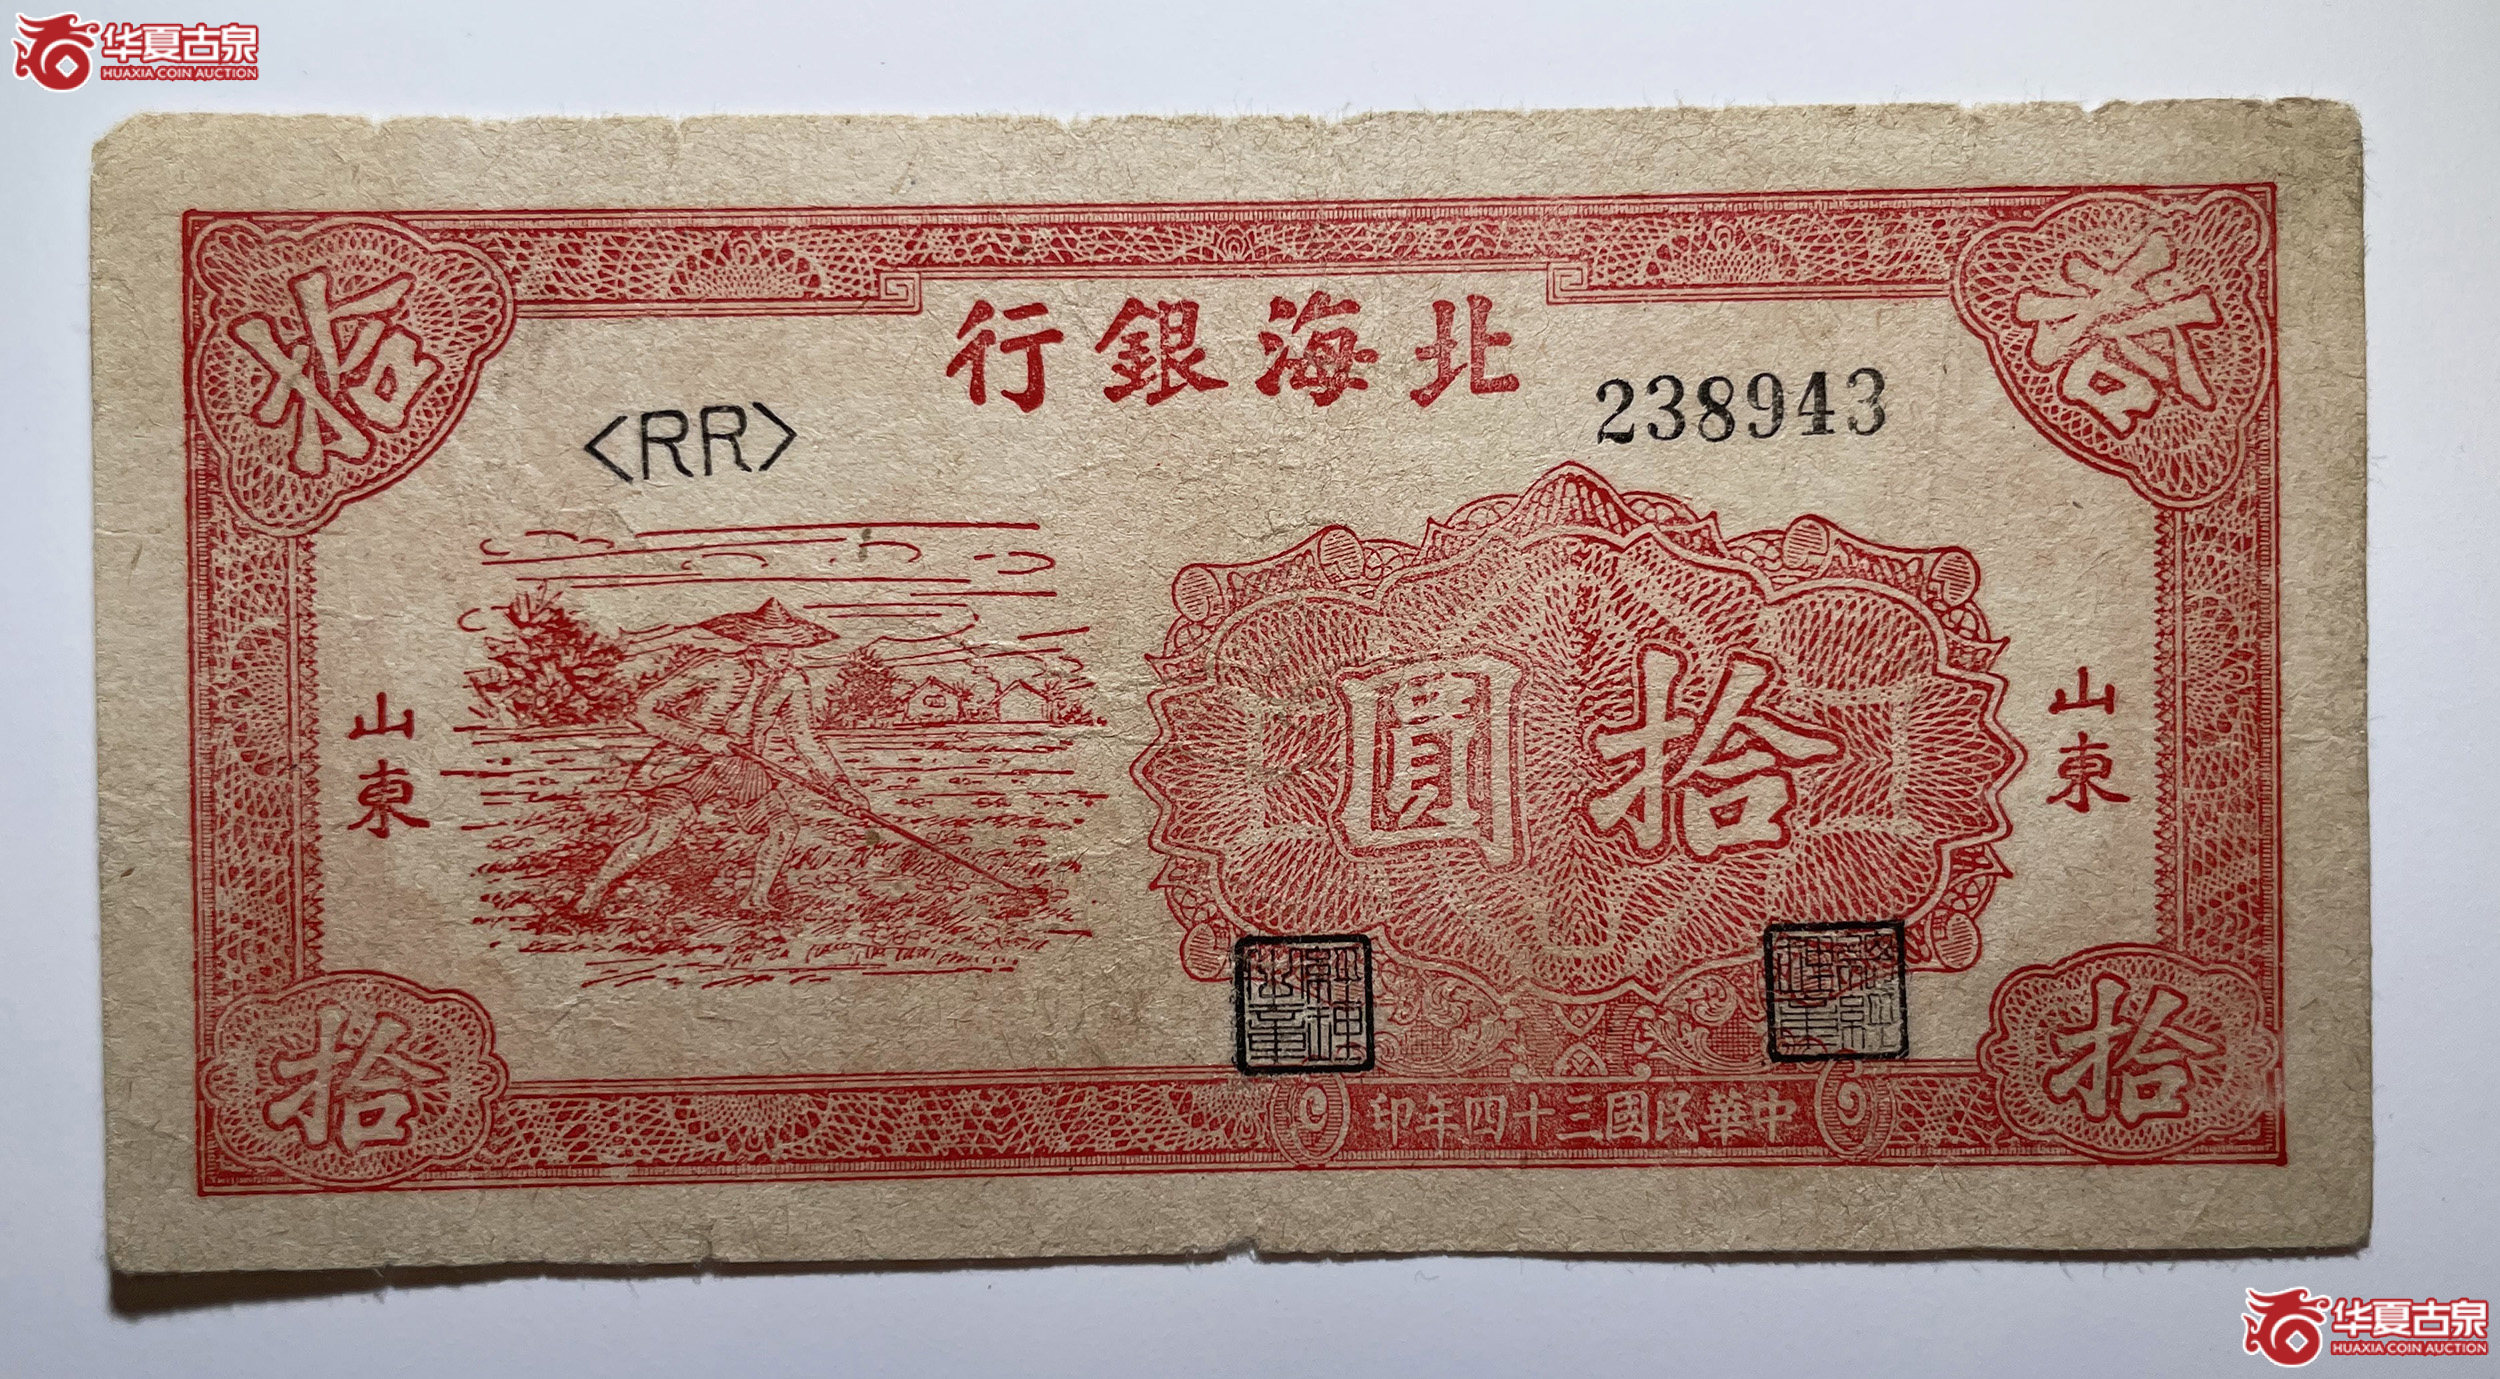 华夏古泉
HUAXIA COIN AUCTION
拾
拾
北海銀行
<RR>
238943
山東
山東
拾圓
拾
拾
中華民國三十四年印
华夏古泉
HUAXIA COIN AUCTION